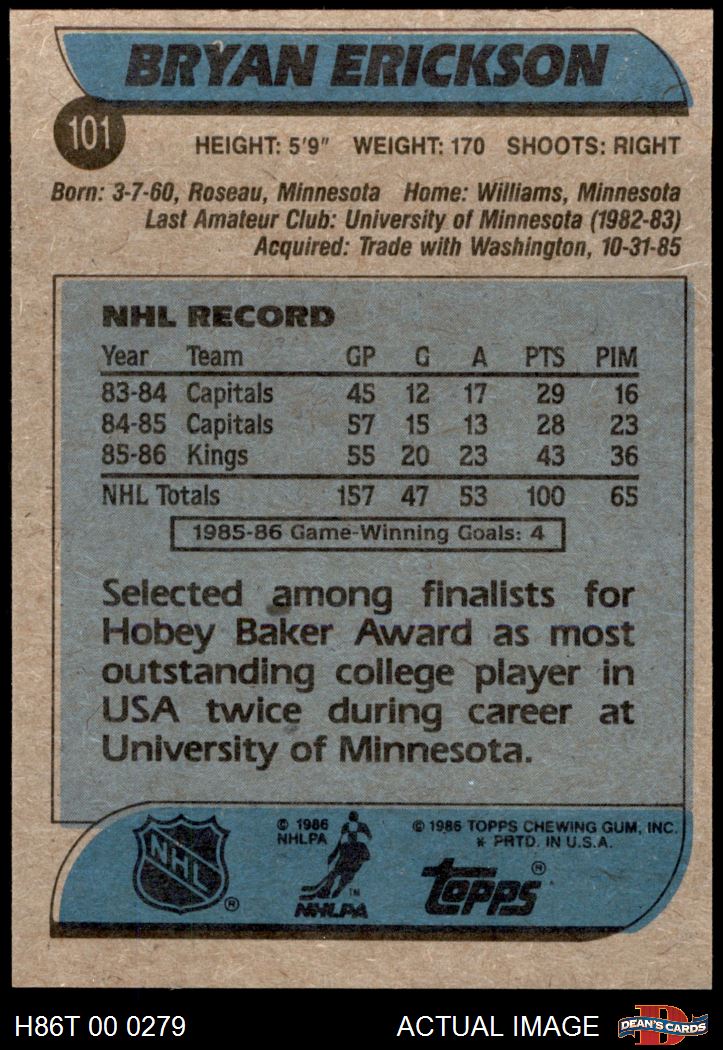 BRYAN ERICKSON
101
HEIGHT: 5'9" WEIGHT: 170 SHOOTS: RIGHT
Born: 3-7-60, Roseau, Minnesota Home: Williams, Minnesota
Last Amateur Club: University of Minnesota (1982-83)
Acquired: Trade with Washington, 10-31-85
NHL RECORD
Year Team GP G A PTS PIM
83-84 Capitals 45 12 17 29 16
84-85 Capitals 57 15 13 28 23
85-86 Kings 55 20 23 43 36
NHL Totals 157 47 53 100 65
1985-86 Game-Winning Goals: 4
Selected among finalists for
Hobey Baker Award as most
outstanding college player in
USA twice during career at
University of Minnesota.
NHL ®
© 1986
NHLPA
TM
NHLPA
© 1986 TOPPS CHEWING GUM, INC.
* PRTD. IN U.S.A.
topps ®
H86T 00 0279 ACTUAL IMAGE
D
DEAN'S CARDS